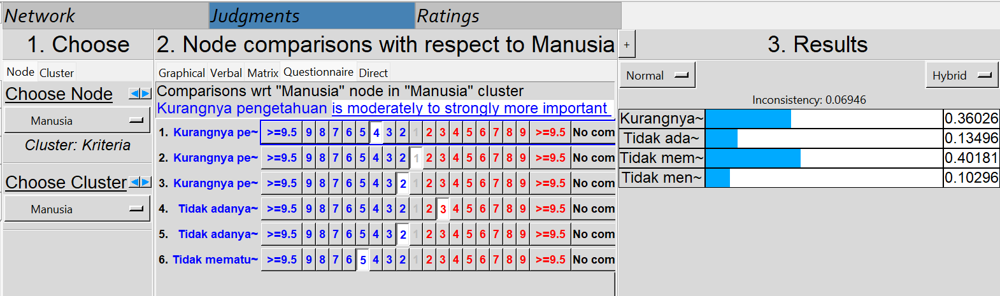 Network Judgments Ratings
1. Choose
Node Cluster
Choose Node
Manusia
Cluster: Kriteria
Choose Cluster
Manusia
2. Node comparisons with respect to Manusia
Graphical Verbal Matrix Questionnaire Direct
Comparisons wrt "Manusia" node in "Manusia" cluster
Kurangnya pengetahuan is moderately to strongly more important
1. Kurangnya pe~ >=9.5 9 8 7 6 5 4 3 2 1 2 3 4 5 6 7 8 9 >=9.5 No com
2. Kurangnya pe~ >=9.5 9 8 7 6 5 4 3 2 1 2 3 4 5 6 7 8 9 >=9.5 No com
3. Kurangnya pe~ >=9.5 9 8 7 6 5 4 3 2 1 2 3 4 5 6 7 8 9 >=9.5 No com
4. Tidak adanya~ >=9.5 9 8 7 6 5 4 3 2 1 2 3 4 5 6 7 8 9 >=9.5 No com
5. Tidak adanya~ >=9.5 9 8 7 6 5 4 3 2 1 2 3 4 5 6 7 8 9 >=9.5 No com
6. Tidak mematu~ >=9.5 9 8 7 6 5 4 3 2 1 2 3 4 5 6 7 8 9 >=9.5 No com
+ 3. Results
Normal Hybrid
Inconsistency: 0.06946
Kurangnya~ 0.36026
Tidak ada~ 0.13496
Tidak mem~ 0.40181
Tidak men~ 0.10296